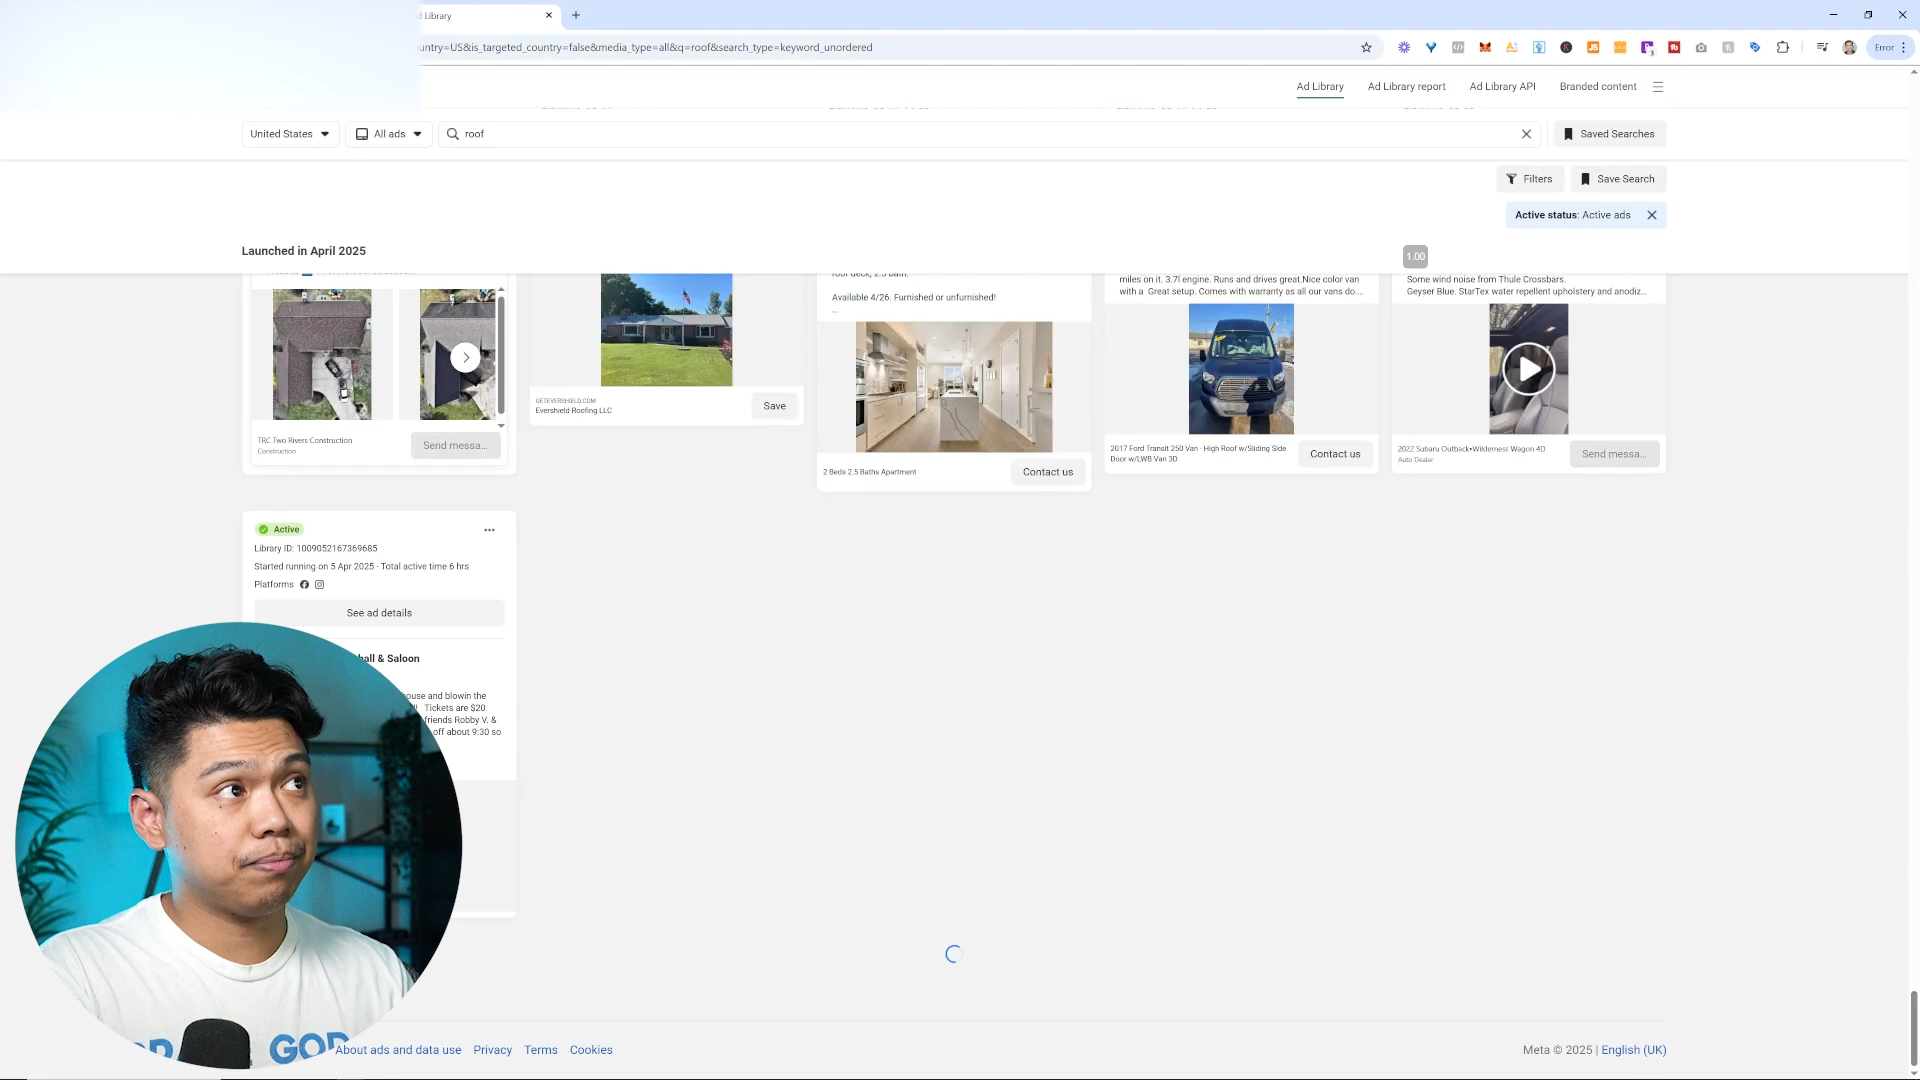 d Library
untry=US&is_targeted_country=false&media_type=all&q=roof&search_type=keyword_unordered
Error
Ad Library
Ad Library report
Ad Library API
Branded content
United States
All ads
roof
Saved Searches
Filters
Save Search
Active status: Active ads
Launched in April 2025
1.00
roof deck, 2.5 bath.
Available 4/26. Furnished or unfurnished!
...
miles on it. 3.7l engine. Runs and drives great.Nice color van
with a Great setup. Comes with warranty as all our vans do....
Some wind noise from Thule Crossbars.
Geyser Blue. StarTex water repellent upholstery and anodiz...
TRC Two Rivers Construction
Construction
Send messa...
GETEVERSHIELD.COM
Evershield Roofing LLC
Save
2 Beds 2.5 Baths Apartment
Contact us
2017 Ford Transit 250 Van · High Roof w/Sliding Side
Door w/LWB Van 3D
Contact us
2022 Subaru Outback•Wilderness Wagon 4D
Auto Dealer
Send messa...
Active
Library ID: 1009052167369685
Started running on 5 Apr 2025 · Total active time 6 hrs
Platforms
See ad details
hall & Saloon
ouse and blowin the
!! Tickets are $20
friends Robby V. &
off about 9:30 so
GOD
About ads and data use
Privacy
Terms
Cookies
Meta © 2025 | English (UK)